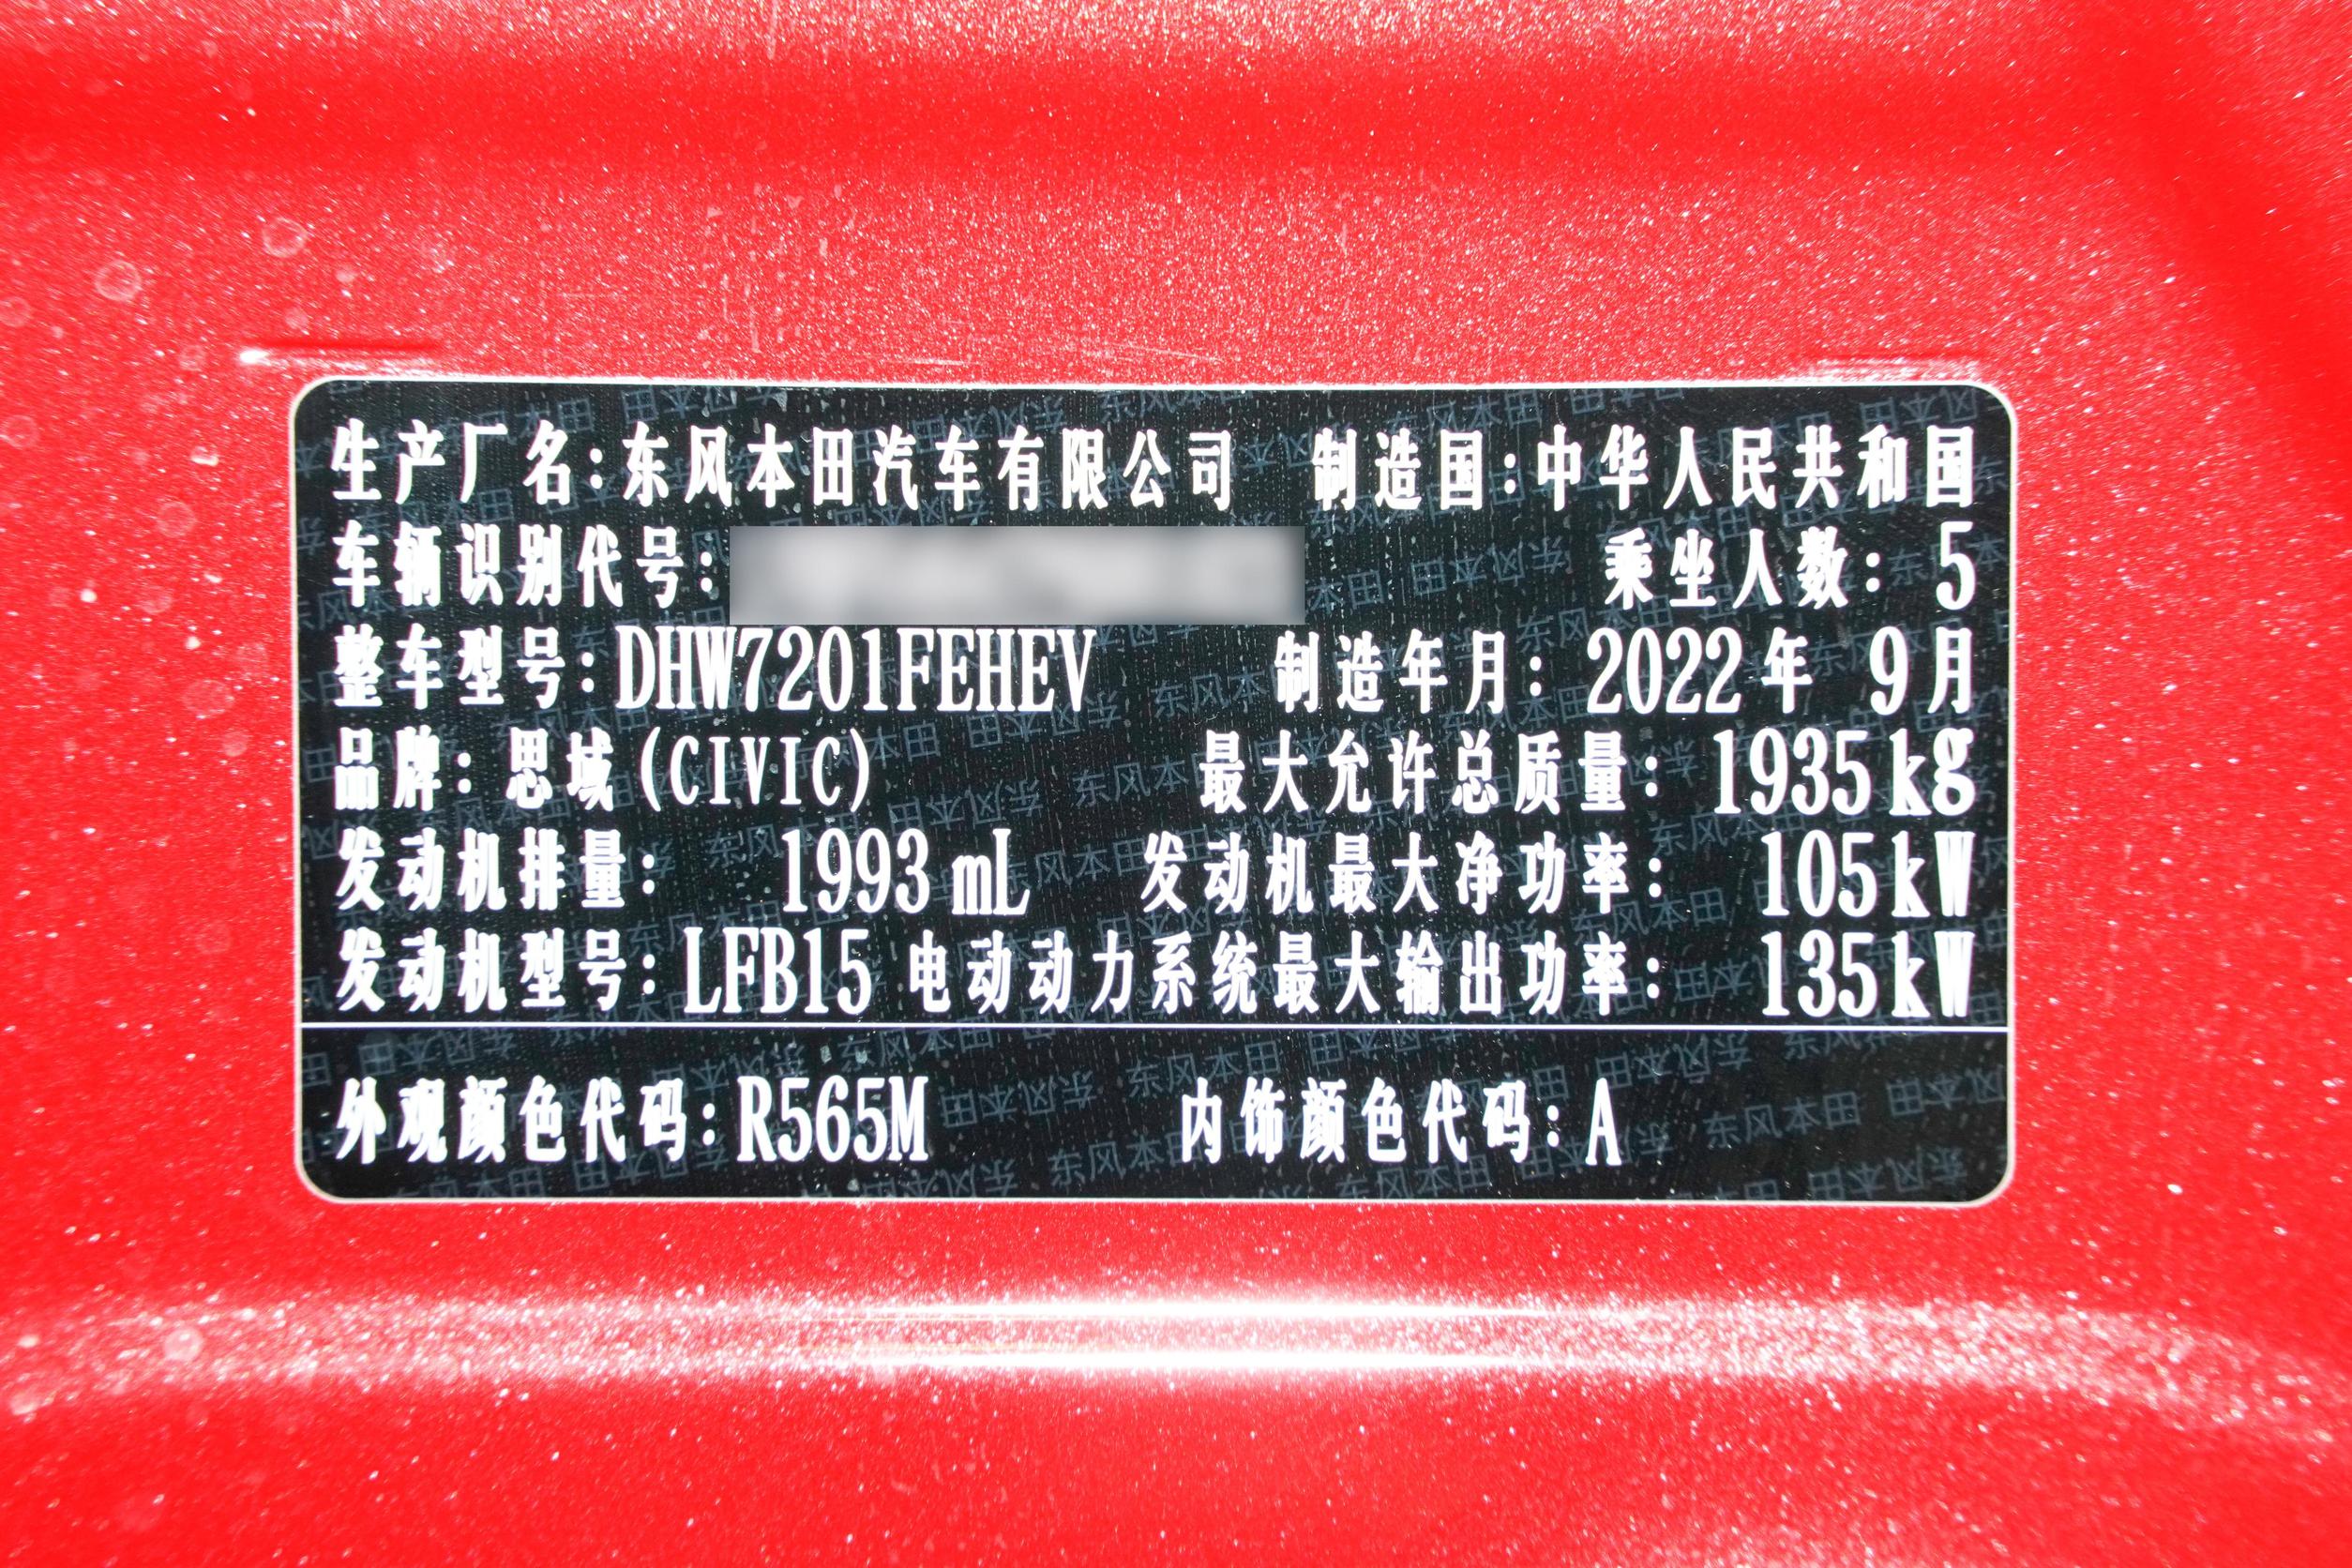 生产厂名:东风本田汽车有限公司 制造国:中华人民共和国
车辆识别代号: 乘坐人数: 5
整车型号:DHW7201FEHEV 制造年月: 2022年 9月
品牌: 思域(CIVIC) 最大允许总质量: 1935kg
发动机排量: 1993mL 发动机最大净功率: 105kW
发动机型号:LFB15 电动动力系统最大输出功率: 135kW
外观颜色代码:R565M 内饰颜色代码:A